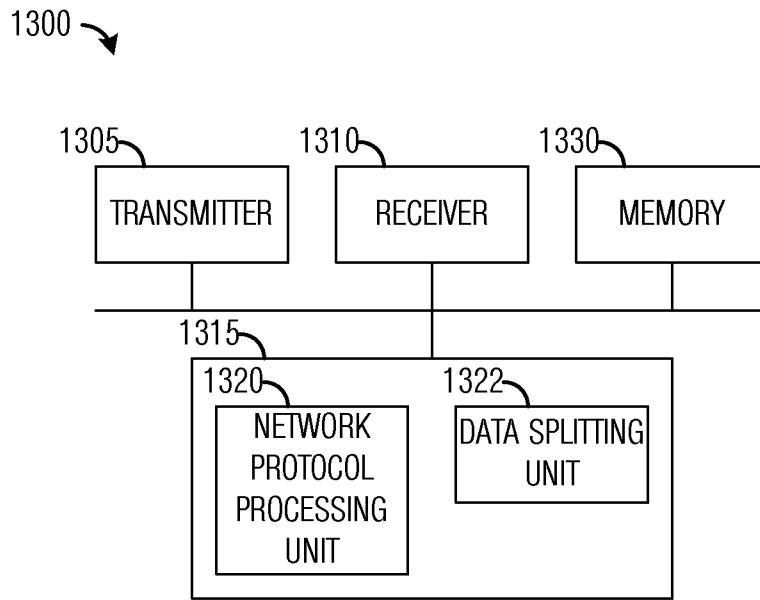 1300
1305
1310
1330
TRANSMITTER
RECEIVER
MEMORY
1315
1320
1322
NETWORK
PROTOCOL
PROCESSING
UNIT
DATA SPLITTING
UNIT